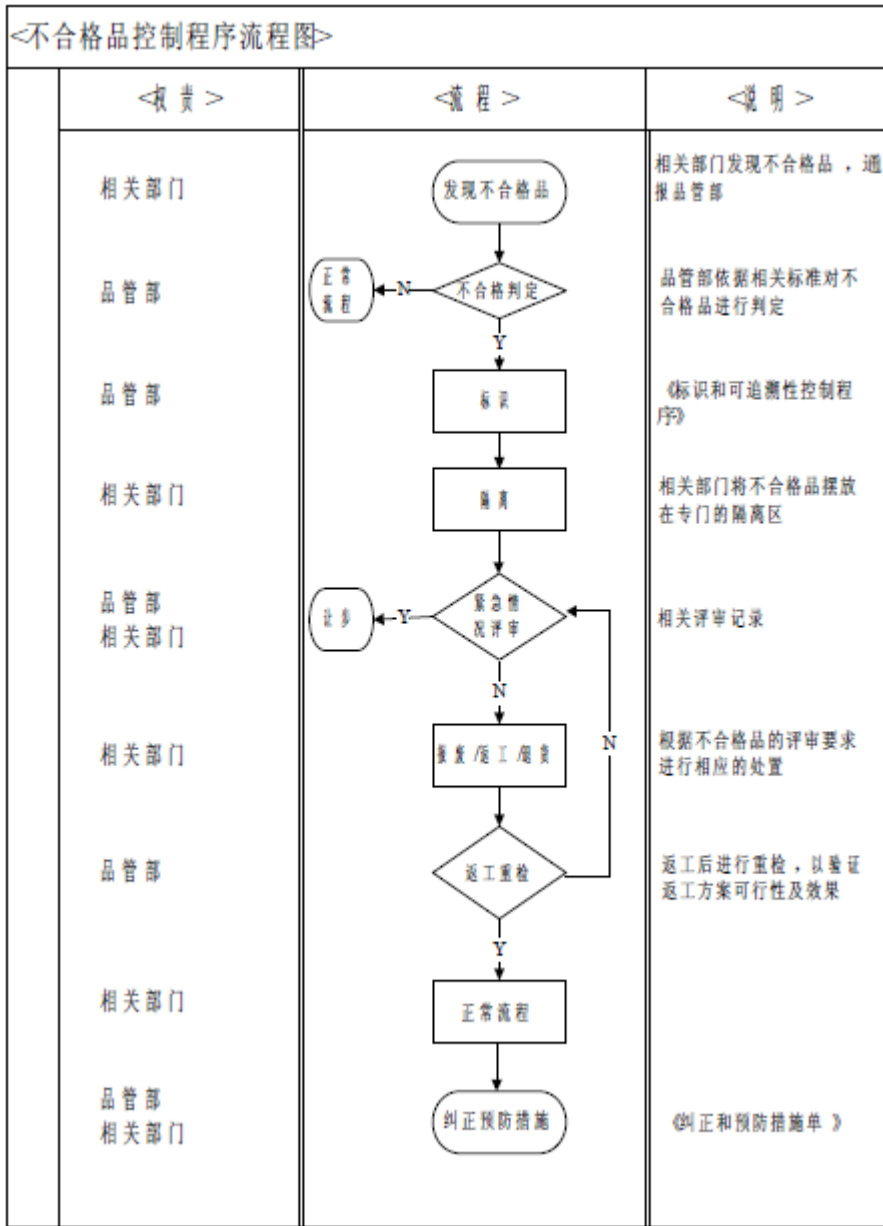 <不合格品控制程序流程图>
<权责>
<流程>
<说明>
相关部门
发现不合格品
相关部门发现不合格品，通
报品管部
品管部
正常
流程
N
不合格判定
品管部依据相关标准对不
合格品进行判定
Y
品管部
标识
《标识和可追溯性控制程
序》
相关部门
隔离
相关部门将不合格品摆放
在专门的隔离区
品管部
相关部门
让步
Y
紧急情
况评审
相关评审记录
N
相关部门
报废/返工/退货
N
根据不合格品的评审要求
进行相应的处置
品管部
返工重检
返工后进行重检，以验证
返工方案可行性及效果
Y
相关部门
正常流程
品管部
相关部门
纠正预防措施
《纠正和预防措施单》